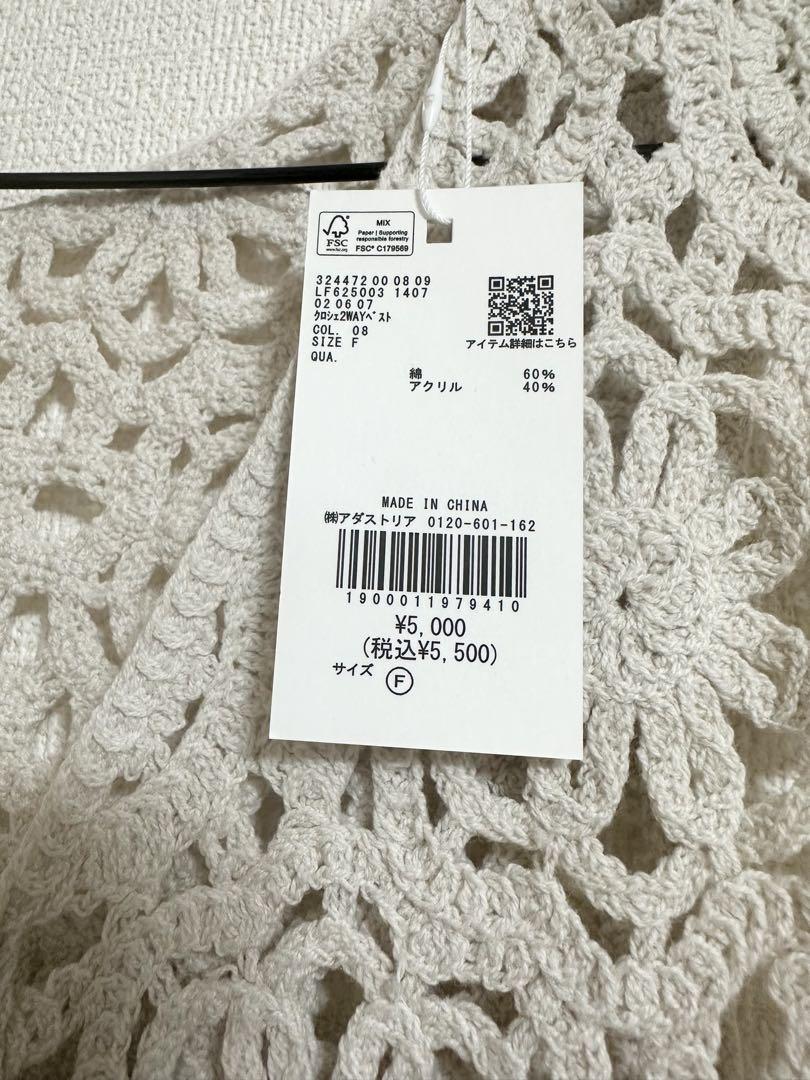 FSC
www.fsc.org
MIX
Paper | Supporting
responsible forestry
FSC® C179569
324472 00 08 09
LF625003 1407
02 06 07
ｸﾛｼｪ2WAYﾍﾞｽﾄ
COL. 08
SIZE F
QUA.
アイテム詳細はこちら
綿 60%
アクリル 40%
MADE IN CHINA
㈱アダストリア 0120-601-162
1900011979410
¥5,000
(税込¥5,500)
サイズ Ⓕ